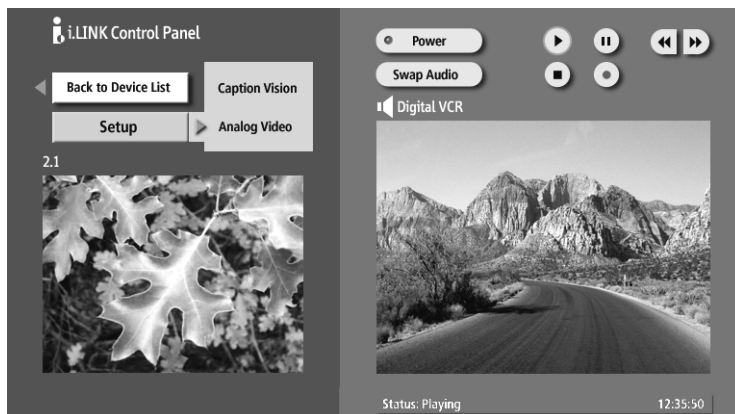 i.LINK Control Panel
Back to Device List
Caption Vision
Setup
Analog Video
2.1
Power
Swap Audio
Digital VCR
Status: Playing
12:35:50